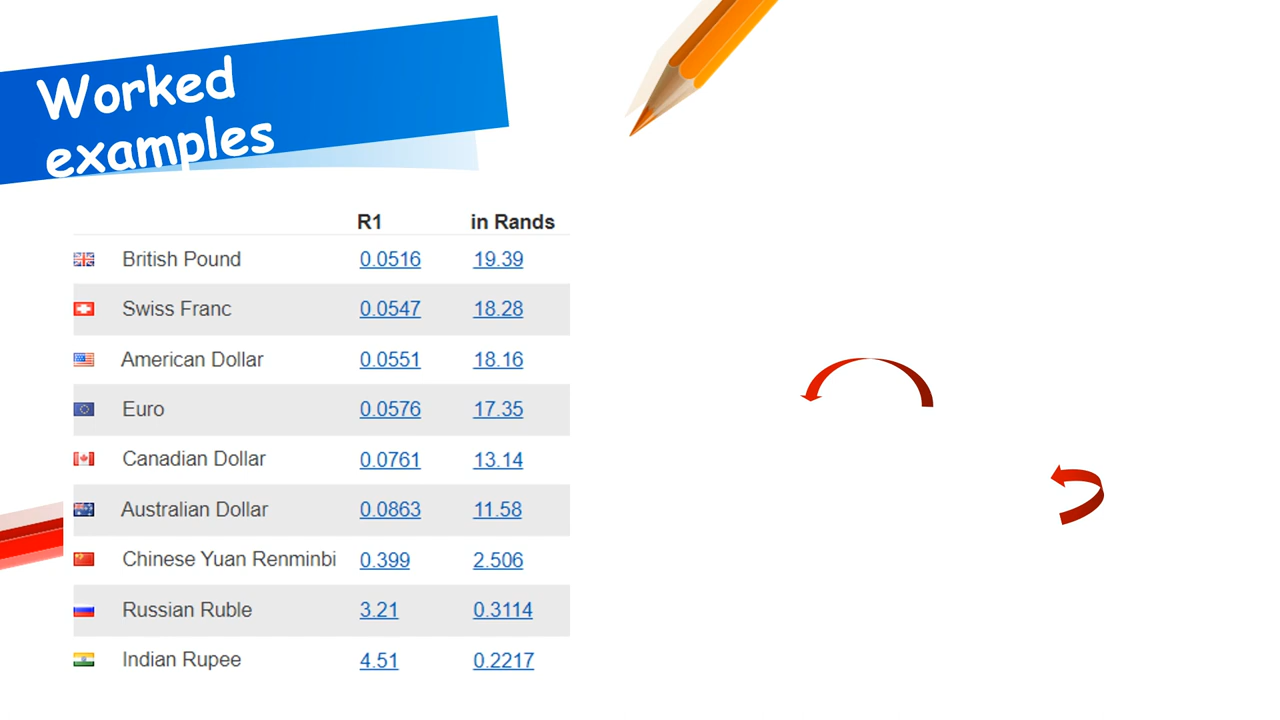 Worked
examples
R1 in Rands
British Pound 0.0516 19.39
Swiss Franc 0.0547 18.28
American Dollar 0.0551 18.16
Euro 0.0576 17.35
Canadian Dollar 0.0761 13.14
Australian Dollar 0.0863 11.58
Chinese Yuan Renminbi 0.399 2.506
Russian Ruble 3.21 0.3114
Indian Rupee 4.51 0.2217